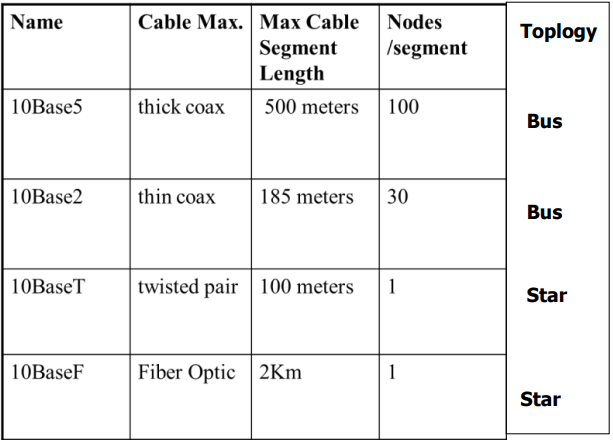 Name Cable Max. Max Cable Segment Length Nodes /segment Toplogy
10Base5 thick coax 500 meters 100 Bus
10Base2 thin coax 185 meters 30 Bus
10BaseT twisted pair 100 meters 1 Star
10BaseF Fiber Optic 2Km 1 Star